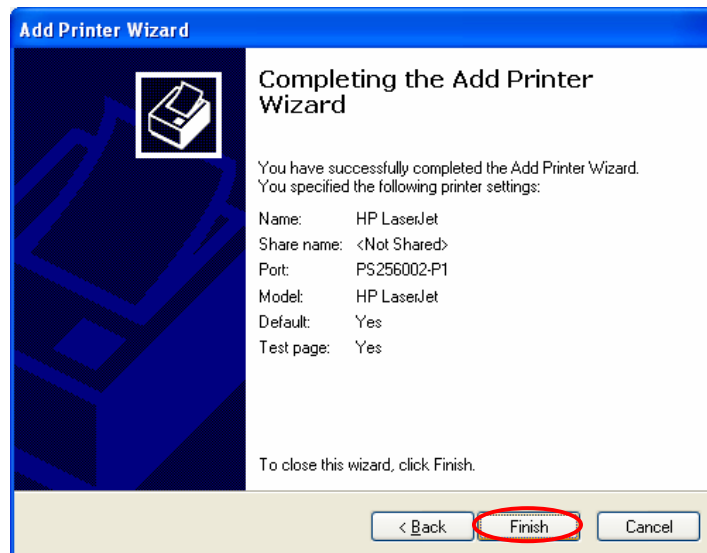 Add Printer Wizard
Completing the Add Printer
Wizard
You have successfully completed the Add Printer Wizard.
You specified the following printer settings:
Name: HP LaserJet
Share name: <Not Shared>
Port: PS256002-P1
Model: HP LaserJet
Default: Yes
Test page: Yes
To close this wizard, click Finish.
< Back Finish Cancel